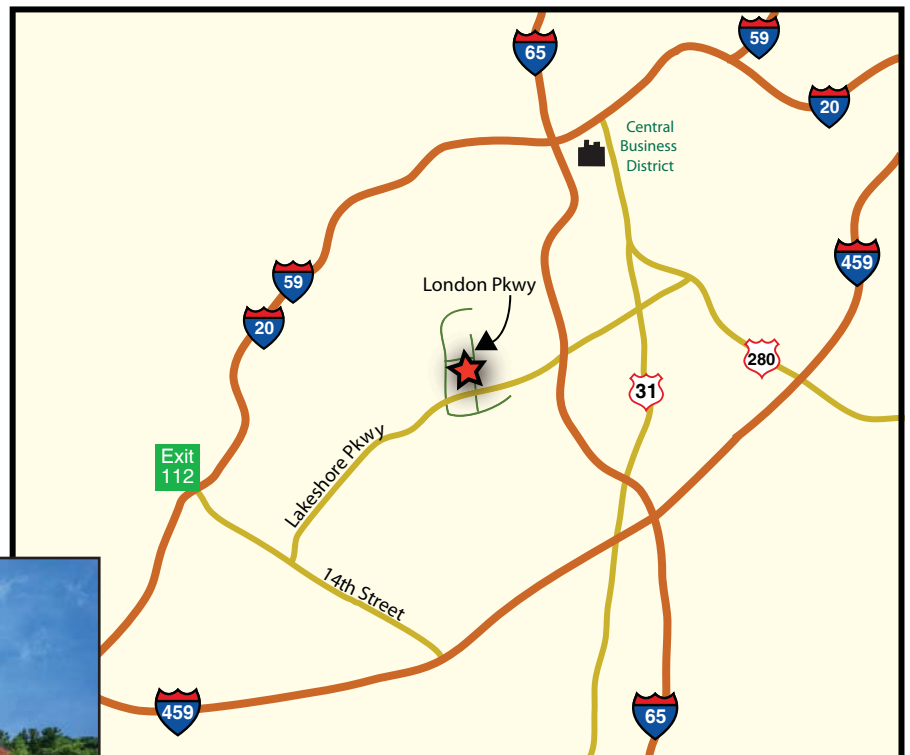 65
59
20
Central
Business
District
459
59
20
London Pkwy
280
31
Exit
112
Lakeshore Pkwy
14th Street
459
65